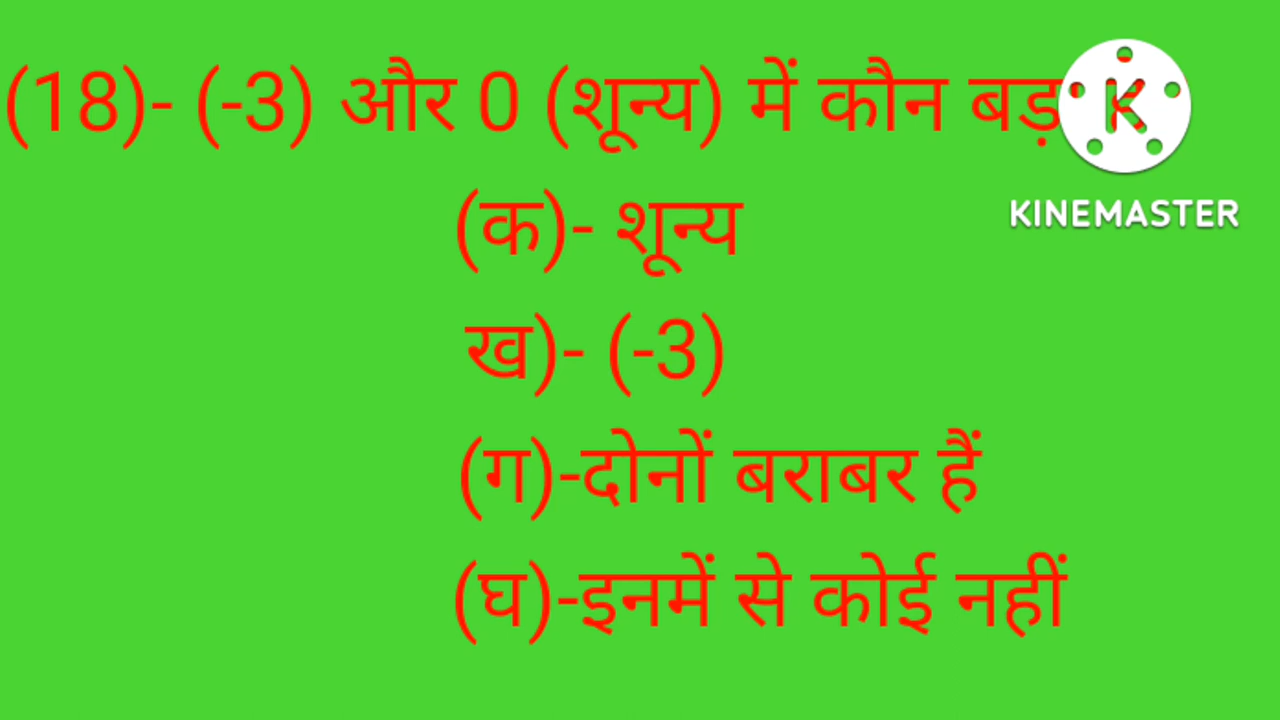 (18)- (-3) और 0 (शून्य) में कौन
KINEMASTER
(क)- शून्य
ख)- (-3)
(ग)-दोनों बराबर हैं
(घ)-इनमें से कोई नहीं